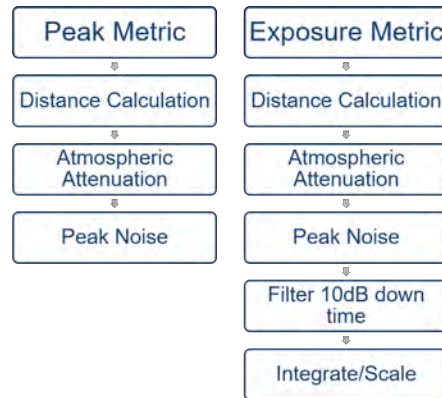 Peak Metric
Distance Calculation
Atmospheric
Attenuation
Peak Noise
Exposure Metric
Distance Calculation
Atmospheric
Attenuation
Peak Noise
Filter 10dB down
time
Integrate/Scale